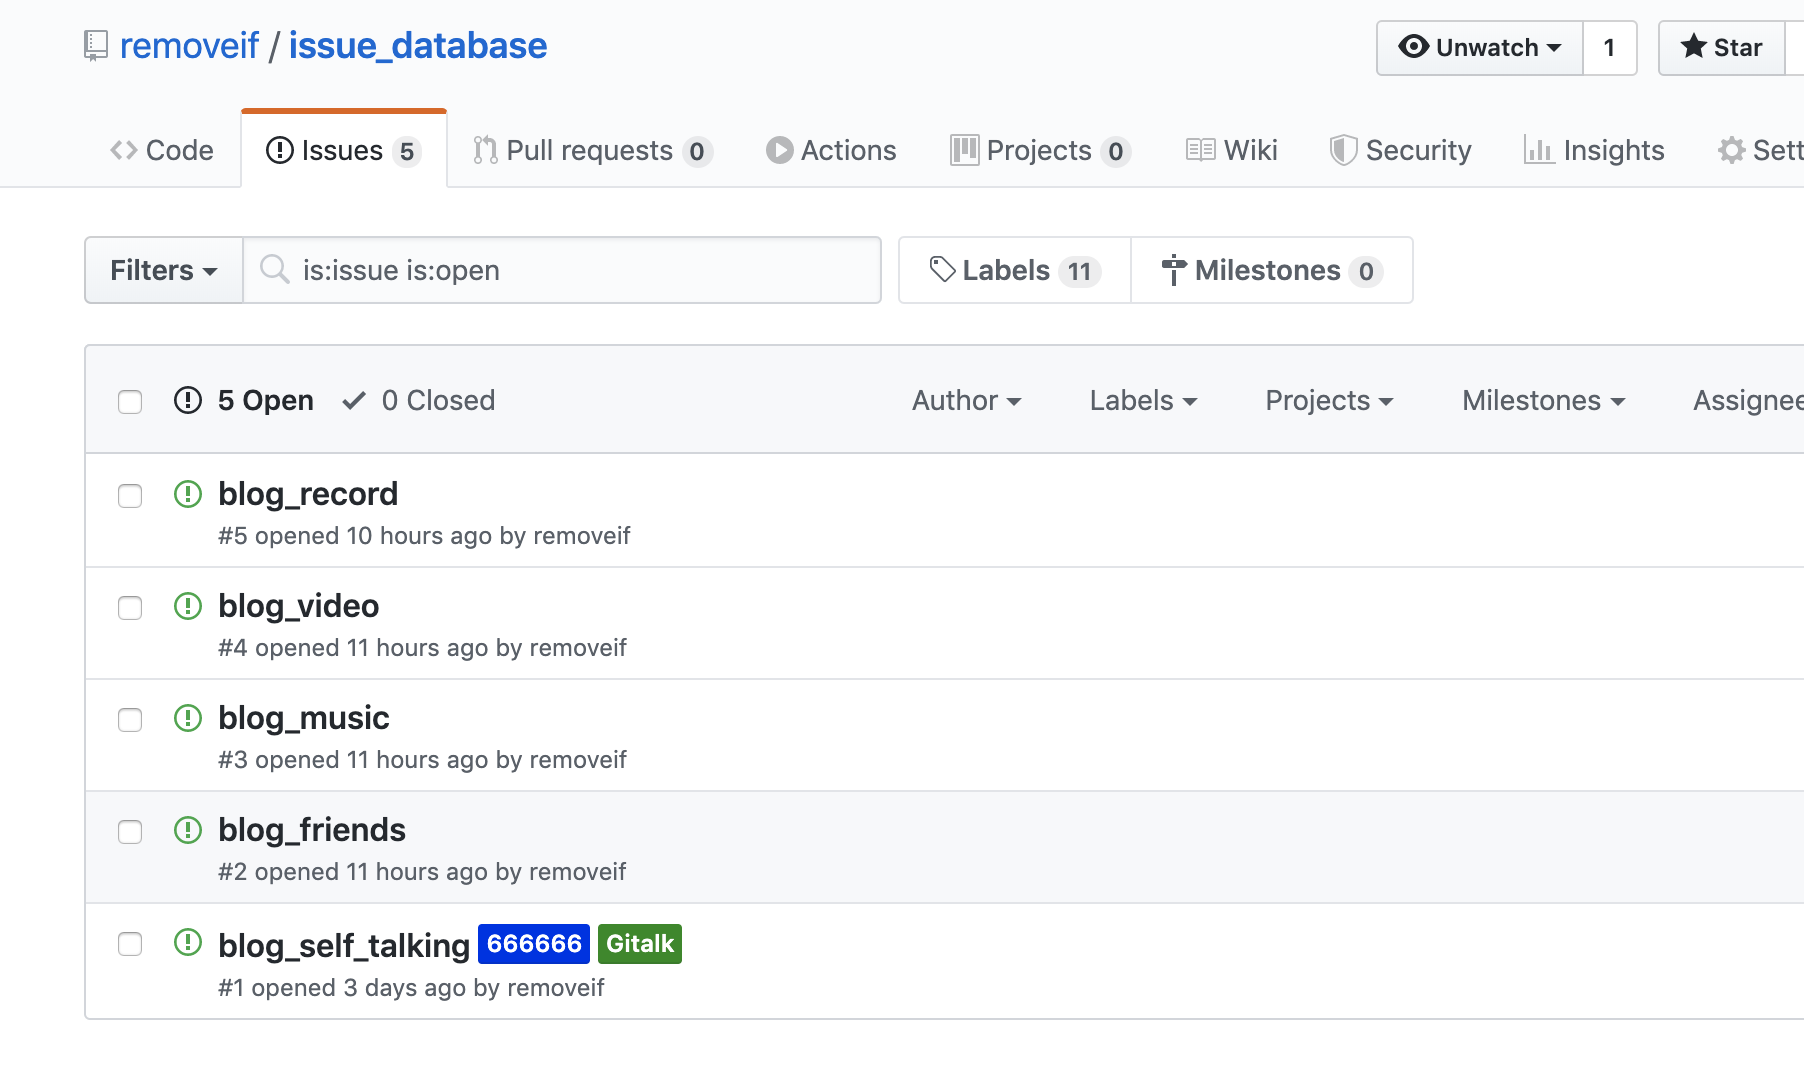 removeif / issue_database
Unwatch 1 Star
Code Issues 5 Pull requests 0 Actions Projects 0 Wiki Security Insights Sett
Filters is:issue is:open Labels 11 Milestones 0
5 Open 0 Closed Author Labels Projects Milestones Assignee
blog_record
#5 opened 10 hours ago by removeif
blog_video
#4 opened 11 hours ago by removeif
blog_music
#3 opened 11 hours ago by removeif
blog_friends
#2 opened 11 hours ago by removeif
blog_self_talking 666666 Gitalk
#1 opened 3 days ago by removeif